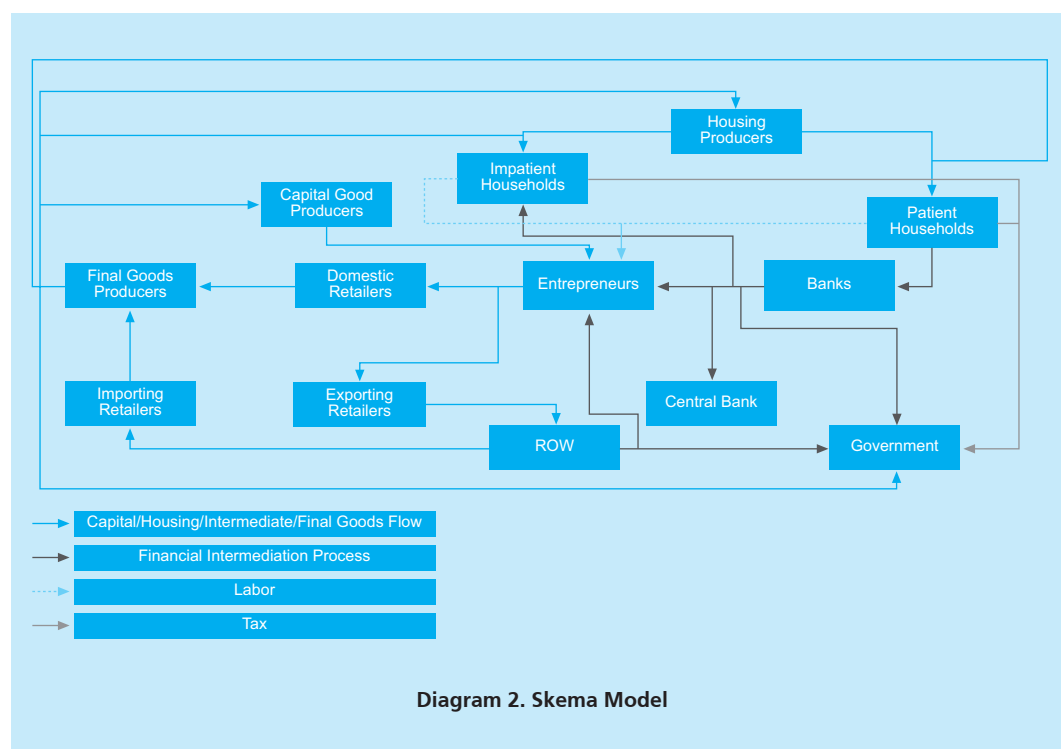 Housing
Producers
Impatient
Households
Capital Good
Producers
Patient
Households
Final Goods
Producers
Domestic
Retailers
Entrepreneurs
Banks
Importing
Retailers
Exporting
Retailers
Central Bank
ROW
Government
Capital/Housing/Intermediate/Final Goods Flow
Financial Intermediation Process
Labor
Tax
Diagram 2. Skema Model